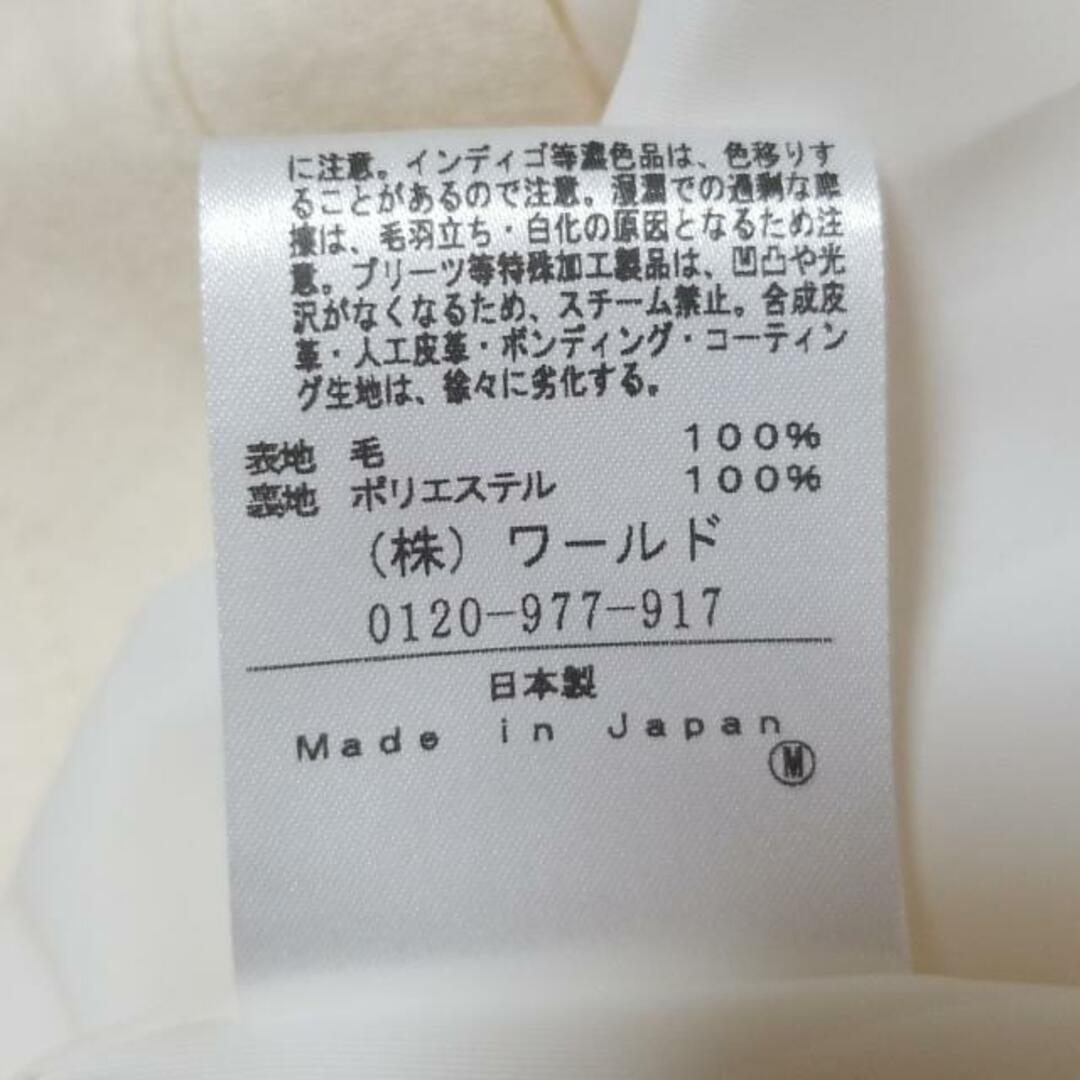 に注意。インディゴ等濃色品は、色移りす
ることがあるので注意。湿潤での過剰な摩
擦は、毛羽立ち・白化の原因となるため注
意。プリーツ等特殊加工製品は、凹凸や光
沢がなくなるため、スチーム禁止。合成皮
革・人工皮革・ボンディング・コーティン
グ生地は、徐々に劣化する。
表地 毛 100%
裏地 ポリエステル 100%
(株) ワールド
0120-977-917
日本製
Made in Japan
Ⓜ